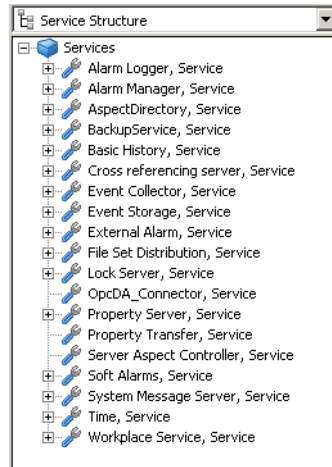 Service Structure
Services
Alarm Logger, Service
Alarm Manager, Service
AspectDirectory, Service
BackupService, Service
Basic History, Service
Cross referencing server, Service
Event Collector, Service
Event Storage, Service
External Alarm, Service
File Set Distribution, Service
Lock Server, Service
OpcDA_Connector, Service
Property Server, Service
Property Transfer, Service
Server Aspect Controller, Service
Soft Alarms, Service
System Message Server, Service
Time, Service
Workplace Service, Service